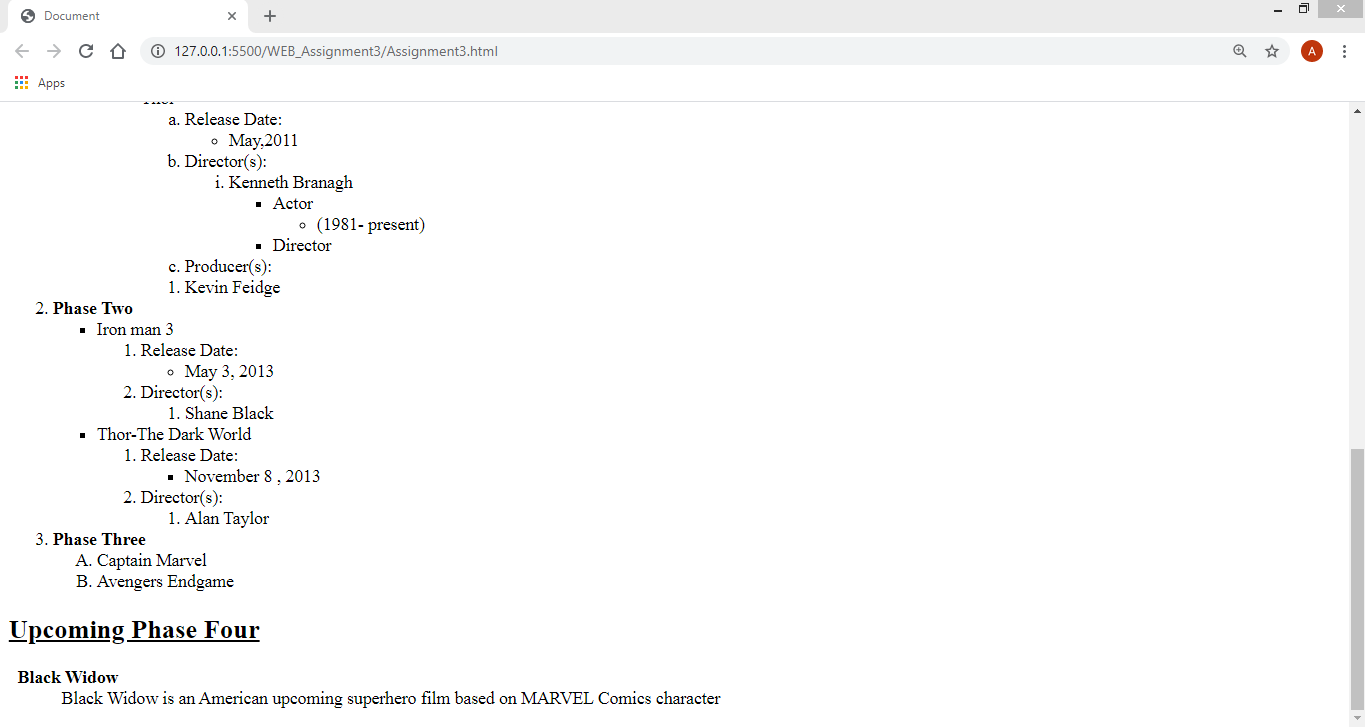 Document
127.0.0.1:5500/WEB_Assignment3/Assignment3.html
A
Apps
Thor
a. Release Date:
May,2011
b. Director(s):
i. Kenneth Branagh
Actor
(1981- present)
Director
c. Producer(s):
1. Kevin Feidge
2. Phase Two
Iron man 3
1. Release Date:
May 3, 2013
2. Director(s):
1. Shane Black
Thor-The Dark World
1. Release Date:
November 8 , 2013
2. Director(s):
1. Alan Taylor
3. Phase Three
A. Captain Marvel
B. Avengers Endgame
Upcoming Phase Four
Black Widow
Black Widow is an American upcoming superhero film based on MARVEL Comics character